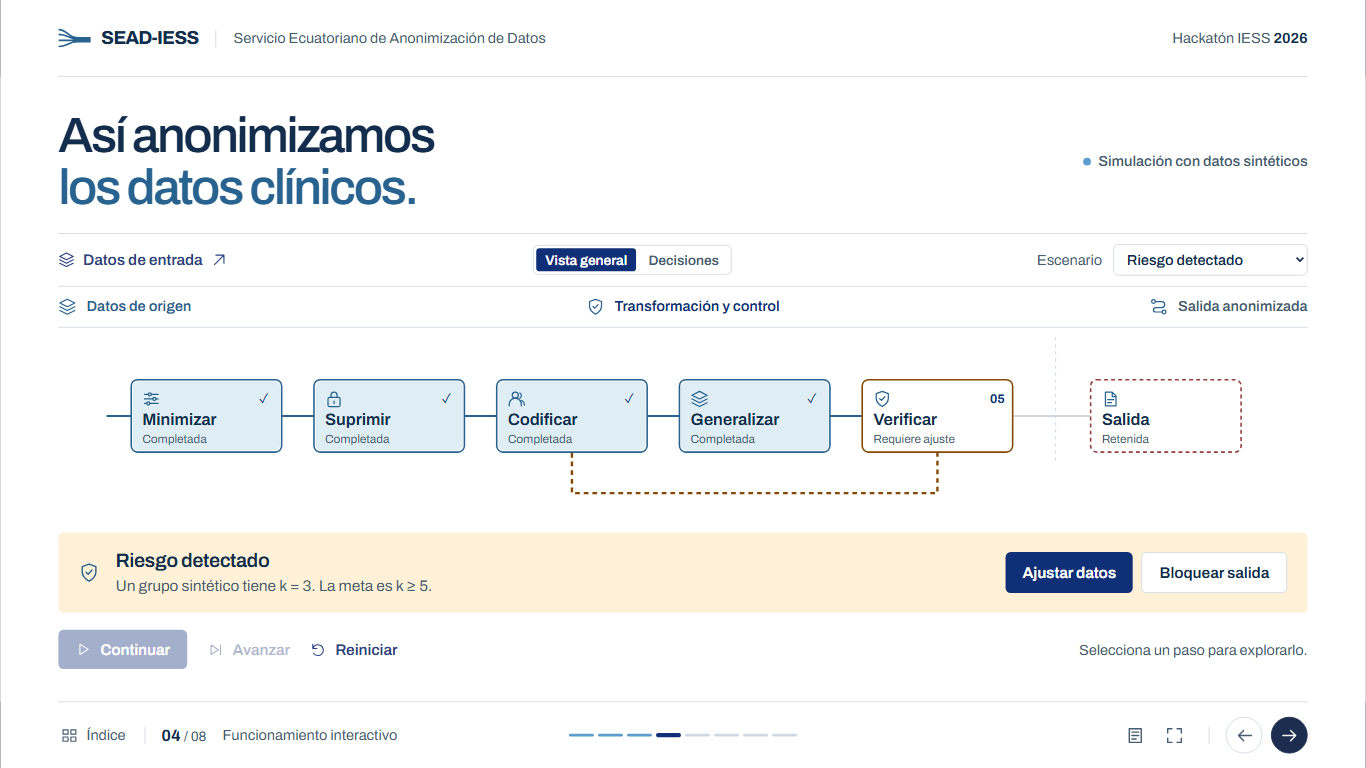 SEAD-IESS
Servicio Ecuatoriano de Anonimización de Datos
Hackatón IESS 2026
Así anonimizamos
los datos clínicos.
Simulación con datos sintéticos
Datos de entrada
Vista general
Decisiones
Escenario
Riesgo detectado
Datos de origen
Transformación y control
Salida anonimizada
✓
Minimizar
Completada
✓
Suprimir
Completada
✓
Codificar
Completada
✓
Generalizar
Completada
05
Verificar
Requiere ajuste
Salida
Retenida
Riesgo detectado
Un grupo sintético tiene k = 3. La meta es k ≥ 5.
Ajustar datos
Bloquear salida
Continuar
Avanzar
Reiniciar
Selecciona un paso para explorarlo.
Índice
04 / 08
Funcionamiento interactivo